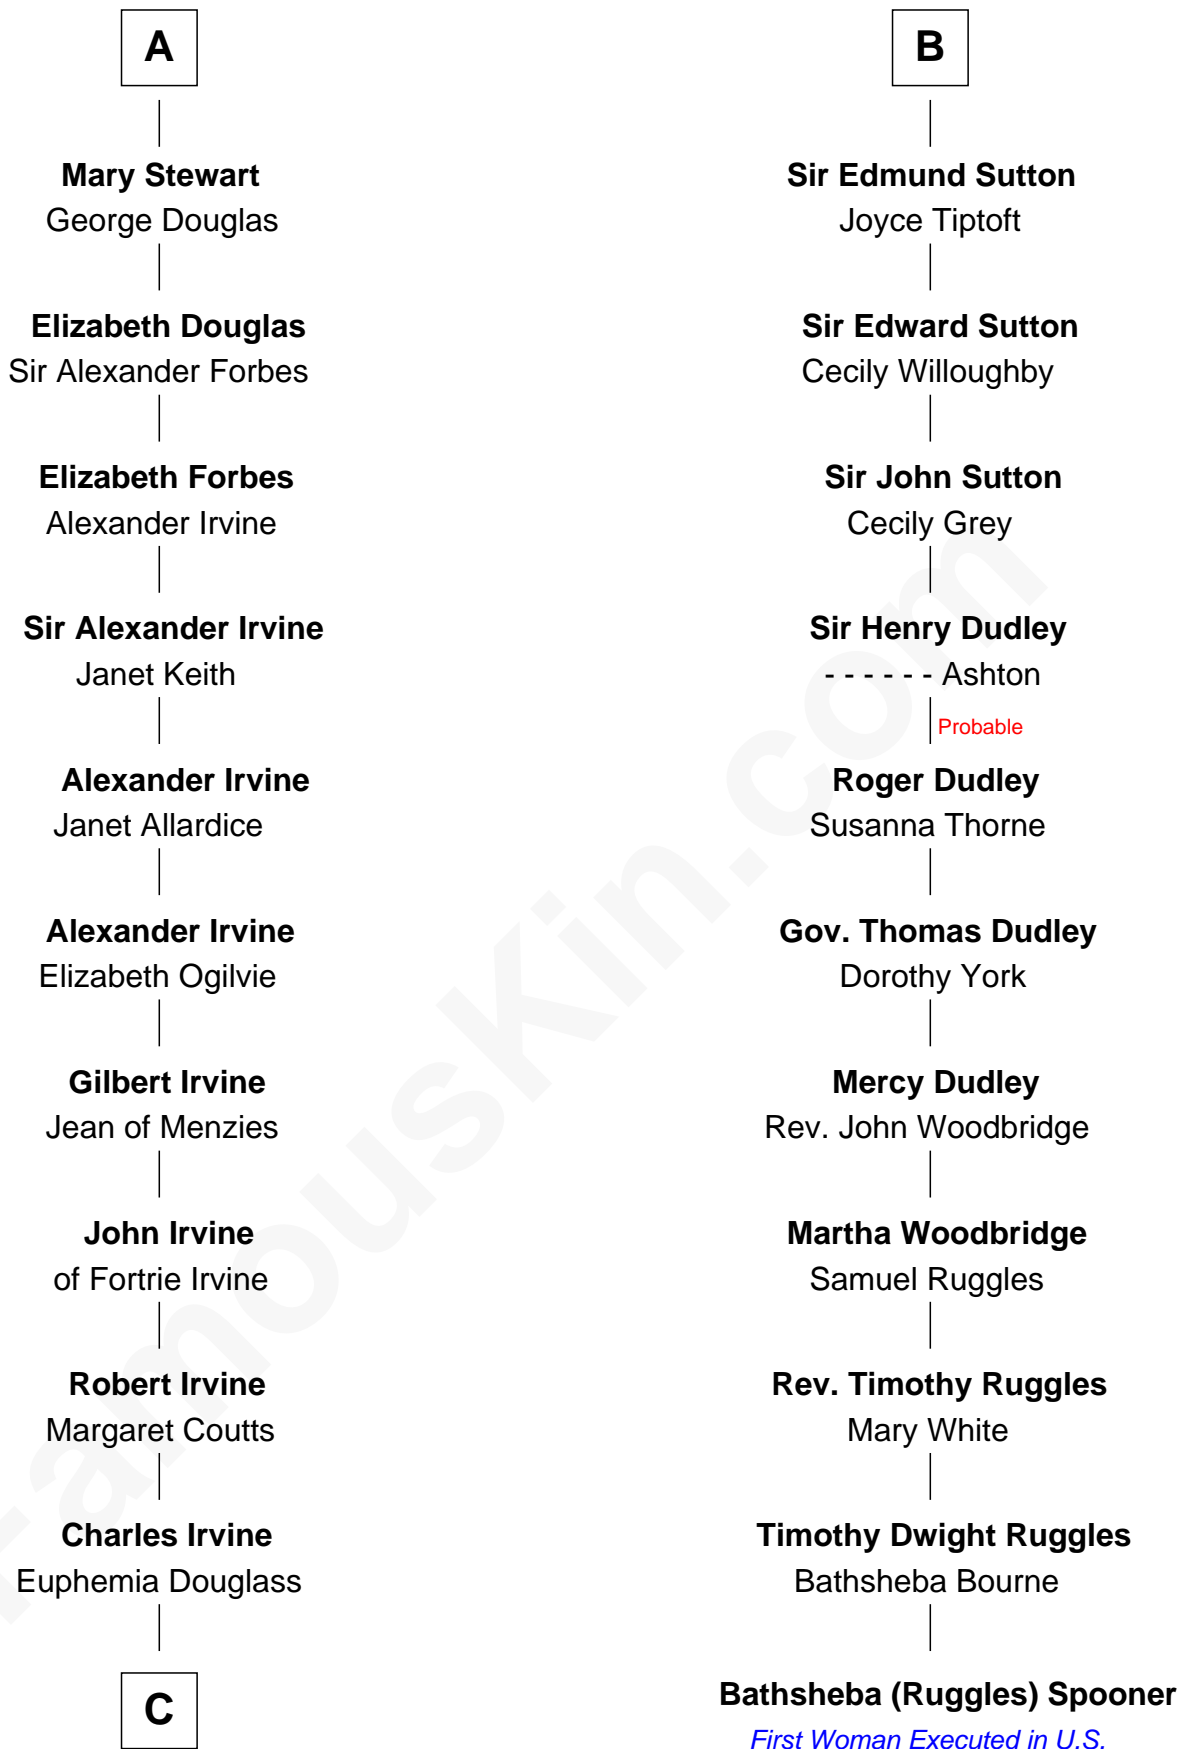 A
Mary Stewart
George Douglas
Elizabeth Douglas
Sir Alexander Forbes
Elizabeth Forbes
Alexander Irvine
Sir Alexander Irvine
Janet Keith
Alexander Irvine
Janet Allardice
Alexander Irvine
Elizabeth Ogilvie
Gilbert Irvine
Jean of Menzies
John Irvine
of Fortrie Irvine
Robert Irvine
Margaret Coutts
Charles Irvine
Euphemia Douglass
C
B
Sir Edmund Sutton
Joyce Tiptoft
Sir Edward Sutton
Cecily Willoughby
Sir John Sutton
Cecily Grey
Sir Henry Dudley
- - - - - - Ashton
Probable
Roger Dudley
Susanna Thorne
Gov. Thomas Dudley
Dorothy York
Mercy Dudley
Rev. John Woodbridge
Martha Woodbridge
Samuel Ruggles
Rev. Timothy Ruggles
Mary White
Timothy Dwight Ruggles
Bathsheba Bourne
Bathsheba (Ruggles) Spooner
First Woman Executed in U.S.
FamousKin.com